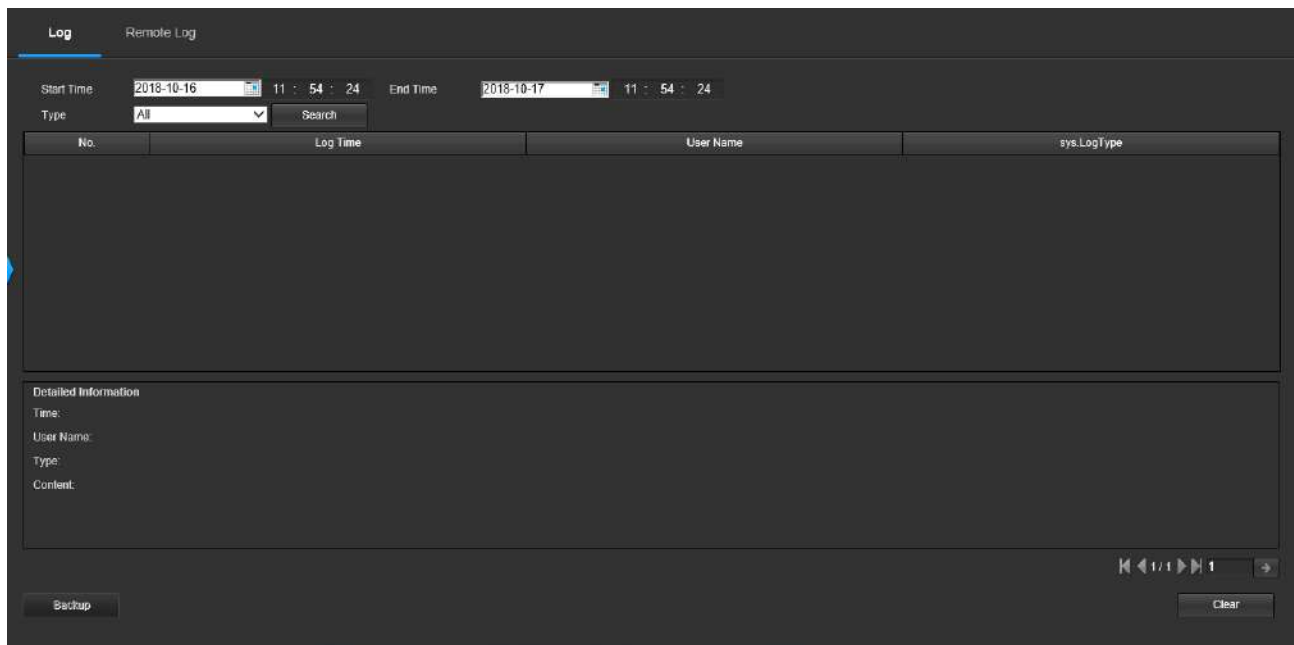 Log Remote Log
Start Time 2018-10-16 11 : 54 : 24 End Time 2018-10-17 11 : 54 : 24
Type All Search
No. Log Time User Name sys.LogType
Detailed Information
Time:
User Name:
Type:
Content:
1/1 1
Backup Clear